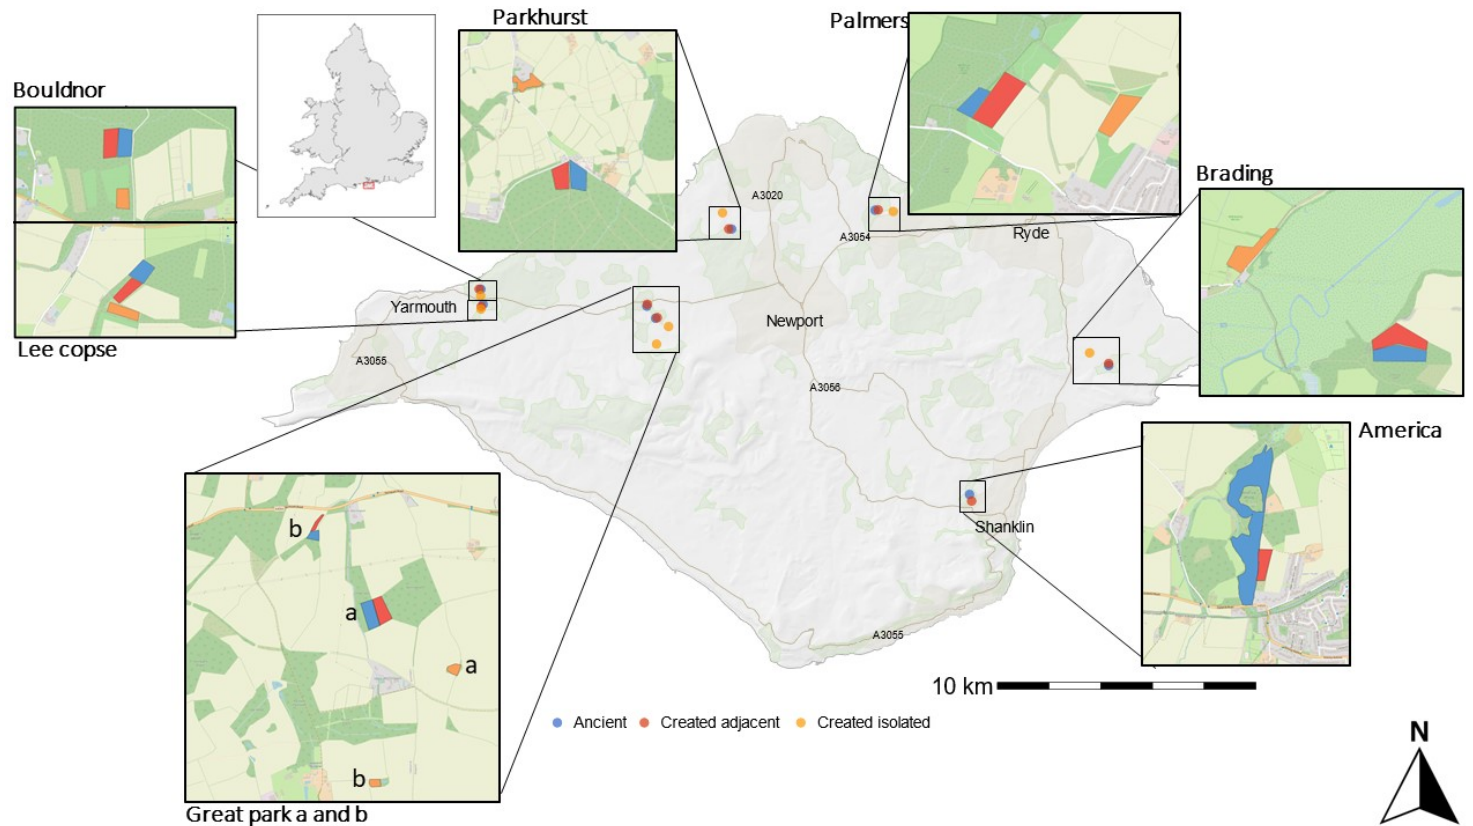 Parkhurst
Palmers
Bouldnor
Brading
A3020
A3054
Ryde
Yarmouth
Newport
Lee copse
A3055
A3056
America
b
Shanklin
a
a
A3055
10 km
b
Ancient
Created adjacent
Created isolated
N
Great park a and b